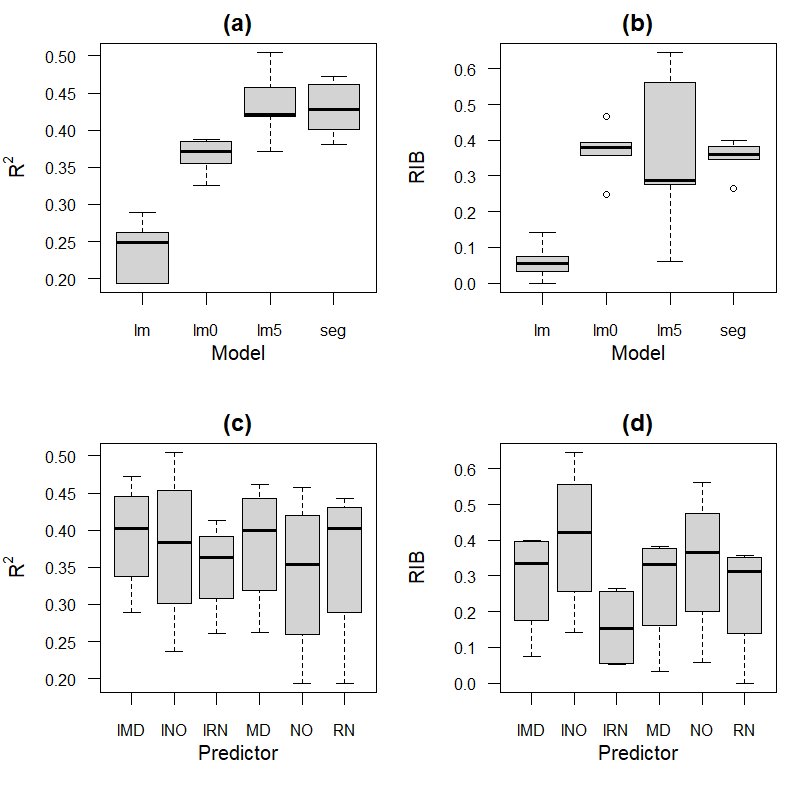 (a)
R2
0.50
0.45
0.40
0.35
0.30
0.25
0.20
lm lm0 lm5 seg
Model
(b)
RIB
0.6
0.5
0.4
0.3
0.2
0.1
0.0
lm lm0 lm5 seg
Model
(c)
R2
0.50
0.45
0.40
0.35
0.30
0.25
0.20
IMD INO IRN MD NO RN
Predictor
(d)
RIB
0.6
0.5
0.4
0.3
0.2
0.1
0.0
IMD INO IRN MD NO RN
Predictor